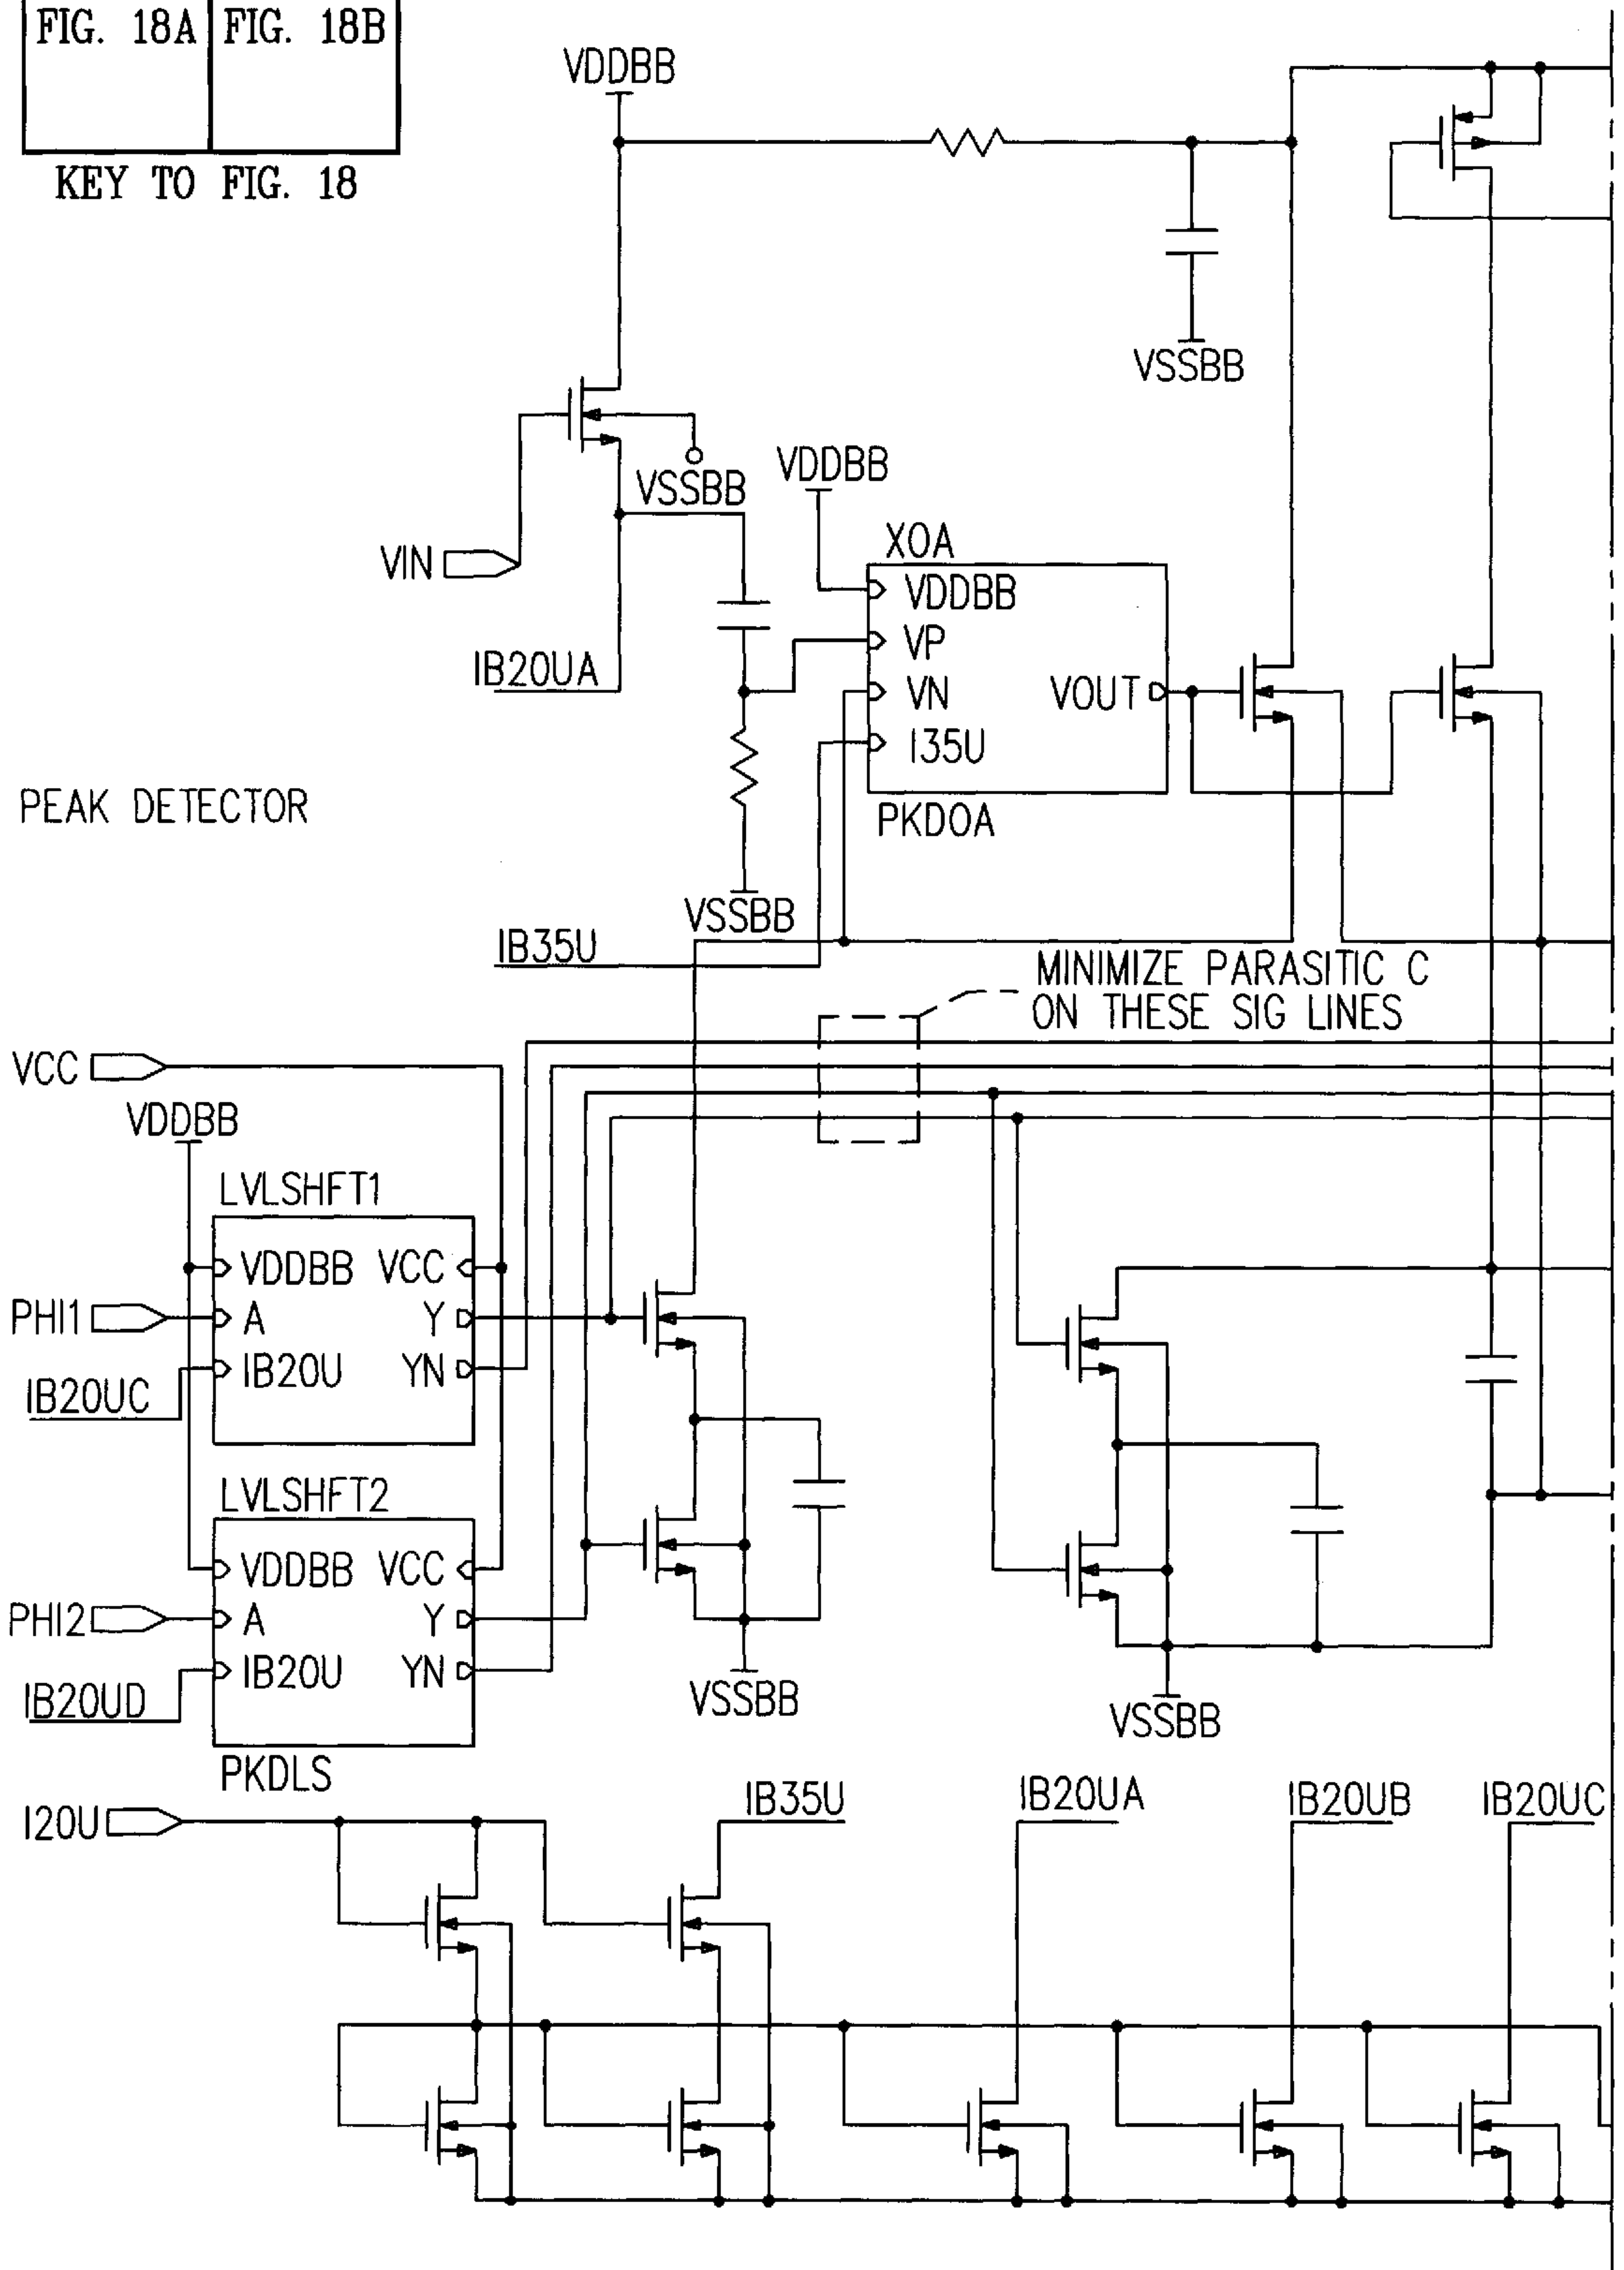 FIG. 18A FIG. 18B
KEY TO FIG. 18
VDDBB
VSSBB
VSSBB
VDDBB
VIN
X0A
VDDBB
VP
IB20UA
VN
VOUT
I35U
PEAK DETECTOR
PKDOA
VSSBB
IB35U
MINIMIZE PARASITIC C
ON THESE SIG LINES
VCC
VDDBB
LVLSHFT1
VDDBB VCC
PHI1
A Y
IB20U YN
IB20UC
LVLSHFT2
VDDBB VCC
PHI2
A Y
IB20U YN
IB20UD
VSSBB
VSSBB
PKDLS
I20U
IB35U
IB20UA
IB20UB
IB20UC